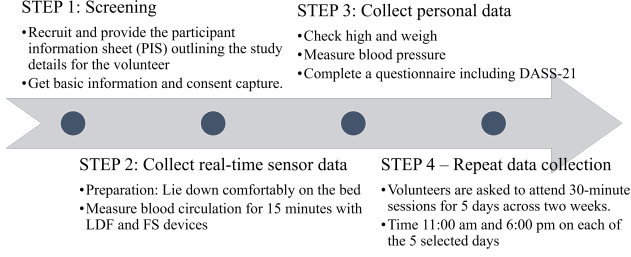 STEP 1: Screening
•Recruit and provide the participant
information sheet (PIS) outlining the study
details for the volunteer
•Get basic information and consent capture.
STEP 3: Collect personal data
•Check high and weigh
•Measure blood pressure
•Complete a questionnaire including DASS-21
STEP 2: Collect real-time sensor data
•Preparation: Lie down comfortably on the bed
•Measure blood circulation for 15 minutes with
LDF and FS devices
STEP 4 – Repeat data collection
•Volunteers are asked to attend 30-minute
sessions for 5 days across two weeks.
•Time 11:00 am and 6:00 pm on each of
the 5 selected days